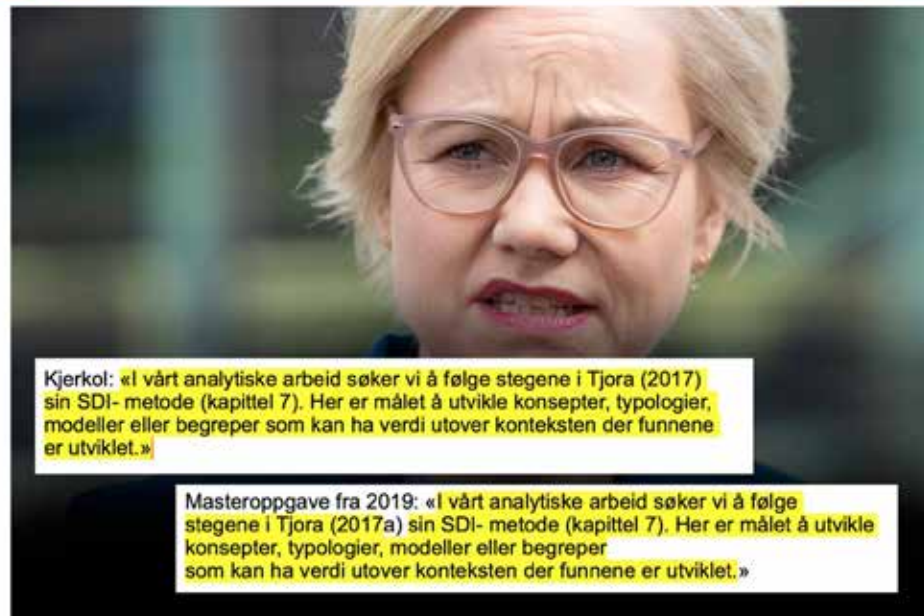 Kjerkol: «I vårt analytiske arbeid søker vi å følge stegene i Tjora (2017)
sin SDI- metode (kapittel 7). Her er målet å utvikle konsepter, typologier,
modeller eller begreper som kan ha verdi utover konteksten der funnene
er utviklet.»
Masteroppgave fra 2019: «I vårt analytiske arbeid søker vi å følge
stegene i Tjora (2017a) sin SDI- metode (kapittel 7). Her er målet å utvikle
konsepter, typologier, modeller eller begreper
som kan ha verdi utover konteksten der funnene er utviklet.»